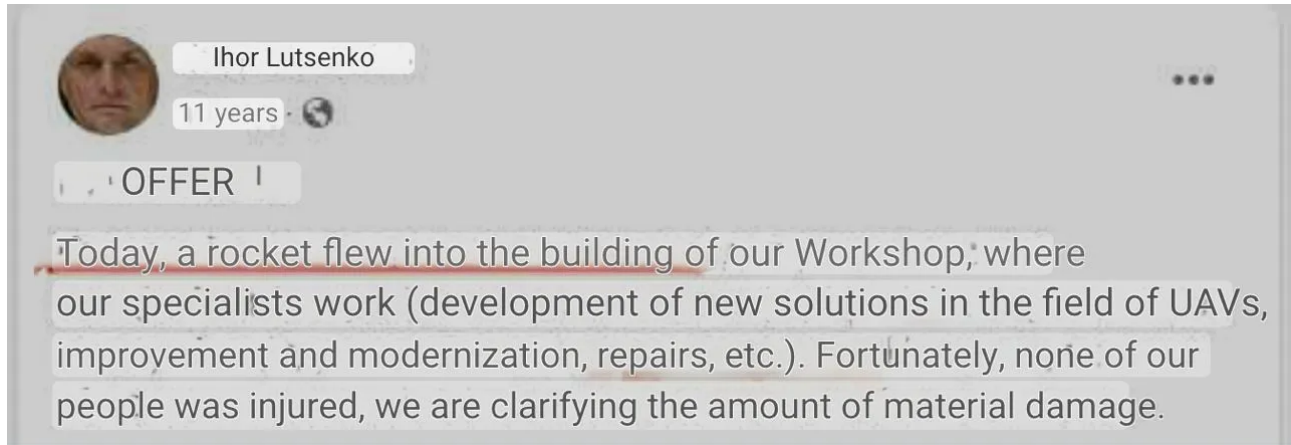 Ihor Lutsenko
11 years
OFFER
Today, a rocket flew into the building of our Workshop, where
our specialists work (development of new solutions in the field of UAVs,
improvement and modernization, repairs, etc.). Fortunately, none of our
people was injured, we are clarifying the amount of material damage.